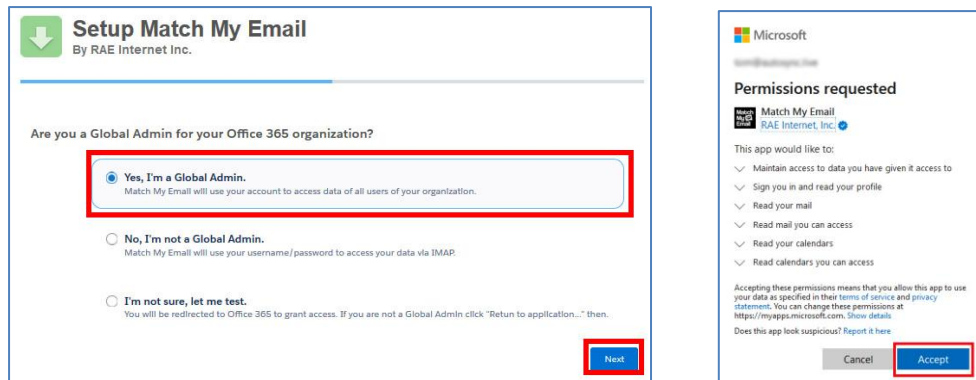 Setup Match My Email
By RAE Internet Inc.
Are you a Global Admin for your Office 365 organization?
Yes, I'm a Global Admin.
Match My Email will use your account to access data of all users of your organization.
No, I'm not a Global Admin.
Match My Email will use your username/password to access your data via IMAP.
I'm not sure, let me test.
You will be redirected to Office 365 to grant access. If you are not a Global Admin click "Retun to application..." then.
Next
Microsoft
Permissions requested
Match My Email
Match My Email
RAE Internet, Inc.
This app would like to:
Maintain access to data you have given it access to
Sign you in and read your profile
Read your mail
Read mail you can access
Read your calendars
Read calendars you can access
Accepting these permissions means that you allow this app to use
your data as specified in their terms of service and privacy
statement. You can change these permissions at
https://myapps.microsoft.com. Show details
Does this app look suspicious? Report it here
Cancel
Accept